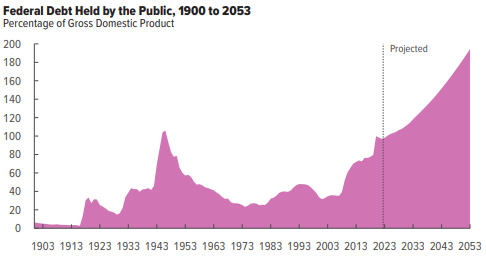 Federal Debt Held by the Public, 1900 to 2053
Percentage of Gross Domestic Product
200
180
160
140
120
100
80
60
40
20
0
Projected
1903 1913 1923 1933 1943 1953 1963 1973 1983 1993 2003 2013 2023 2033 2043 2053